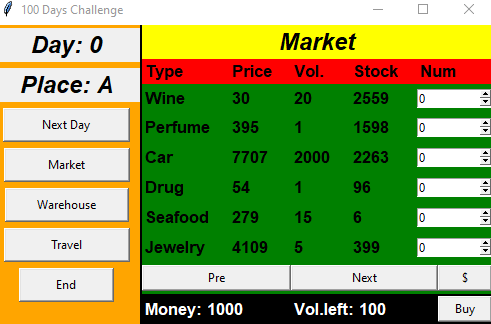 100 Days Challenge
Day: 0
Place: A
Next Day
Market
Warehouse
Travel
End
Market
Type Price Vol. Stock Num
Wine 30 20 2559 0
Perfume 395 1 1598 0
Car 7707 2000 2263 0
Drug 54 1 96 0
Seafood 279 15 6 0
Jewelry 4109 5 399 0
Pre Next $
Money: 1000 Vol.left: 100 Buy